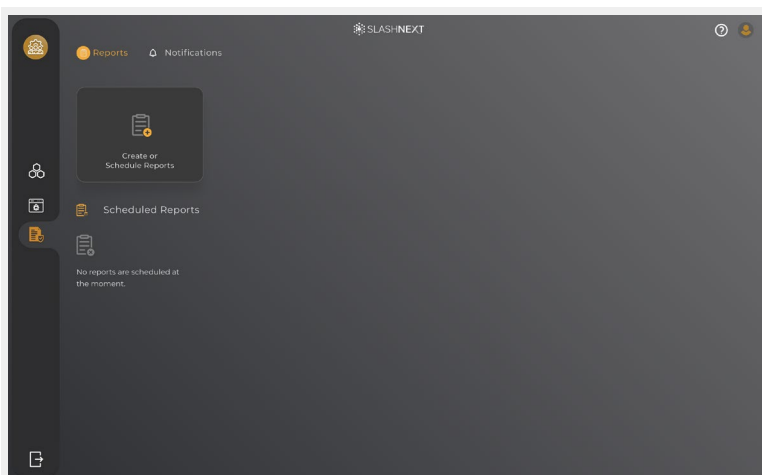 SLASHNEXT
Reports
Notifications
Create or
Schedule Reports
Scheduled Reports
No reports are scheduled at
the moment.